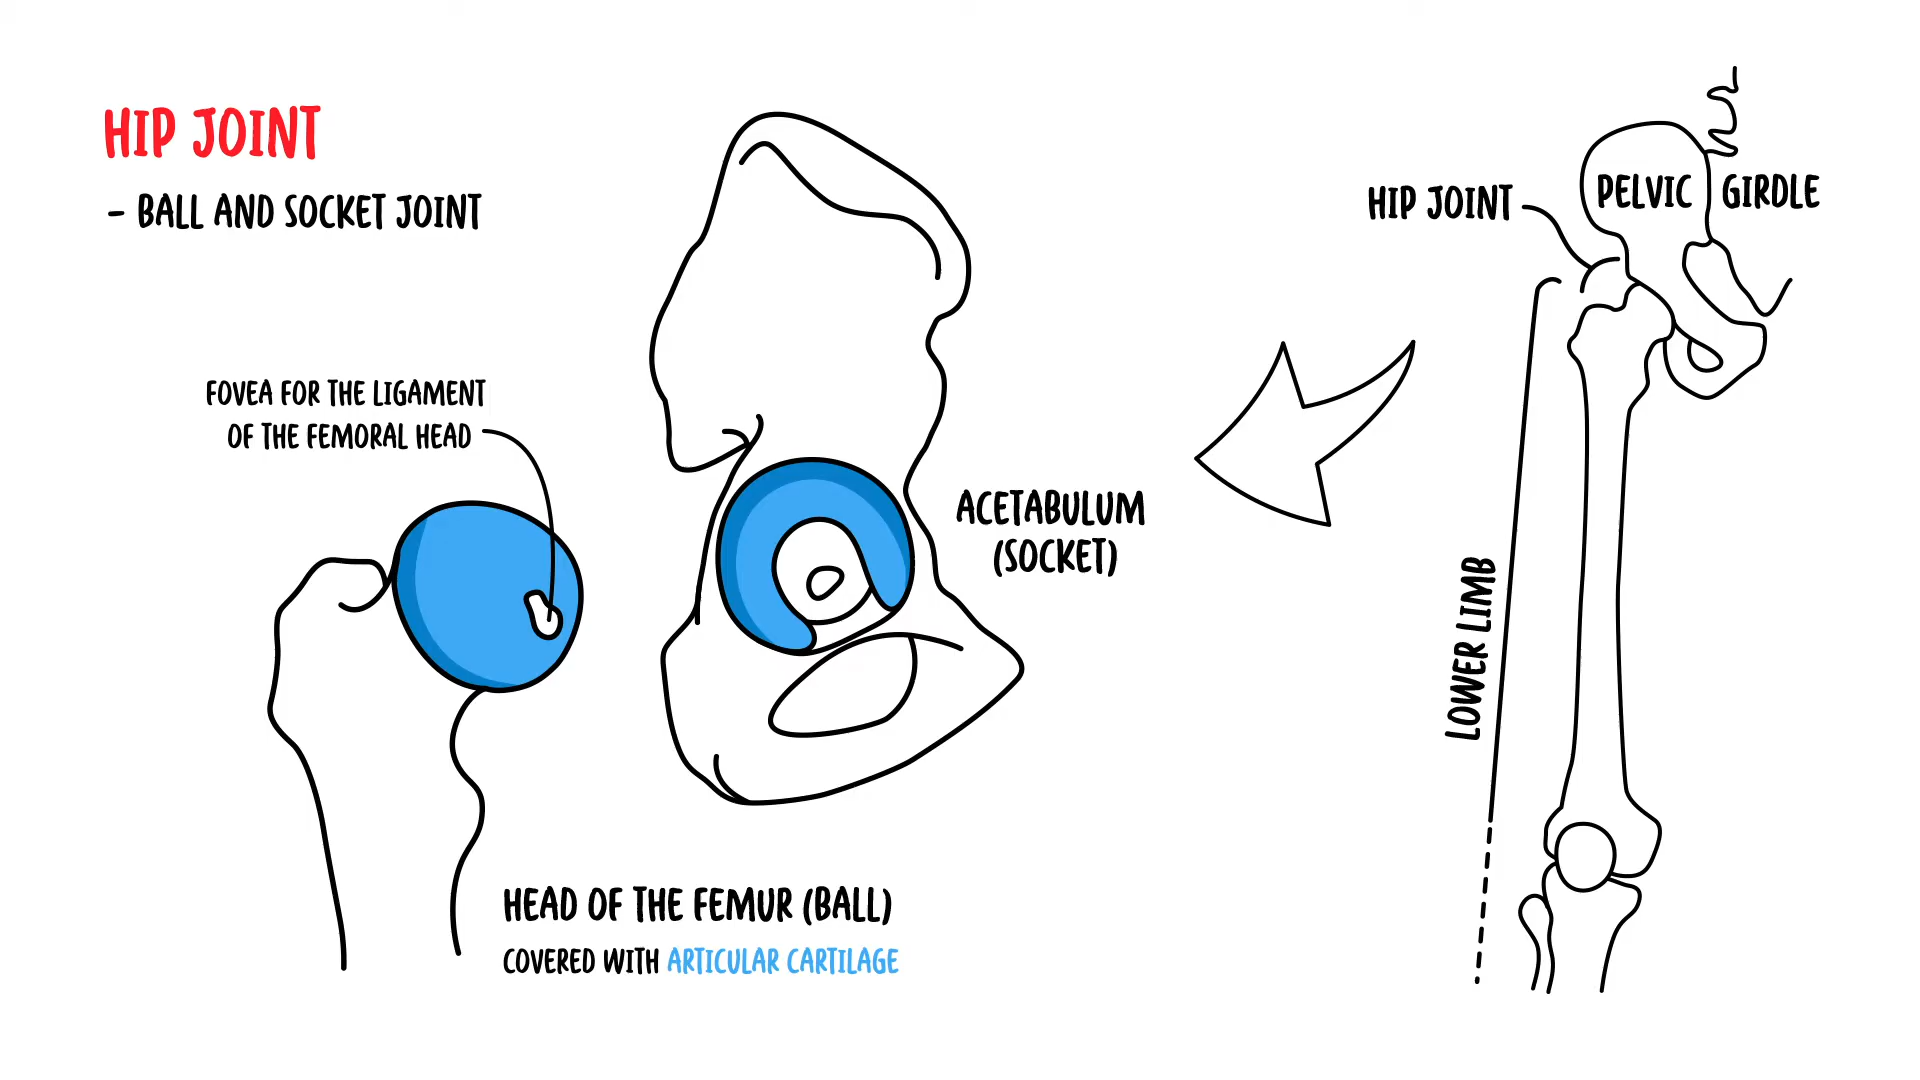 HIP JOINT
- BALL AND SOCKET JOINT
FOVEA FOR THE LIGAMENT
OF THE FEMORAL HEAD
ACETABULUM
(SOCKET)
HEAD OF THE FEMUR (BALL)
COVERED WITH ARTICULAR CARTILAGE
HIP JOINT
PELVIC GIRDLE
LOWER LIMB